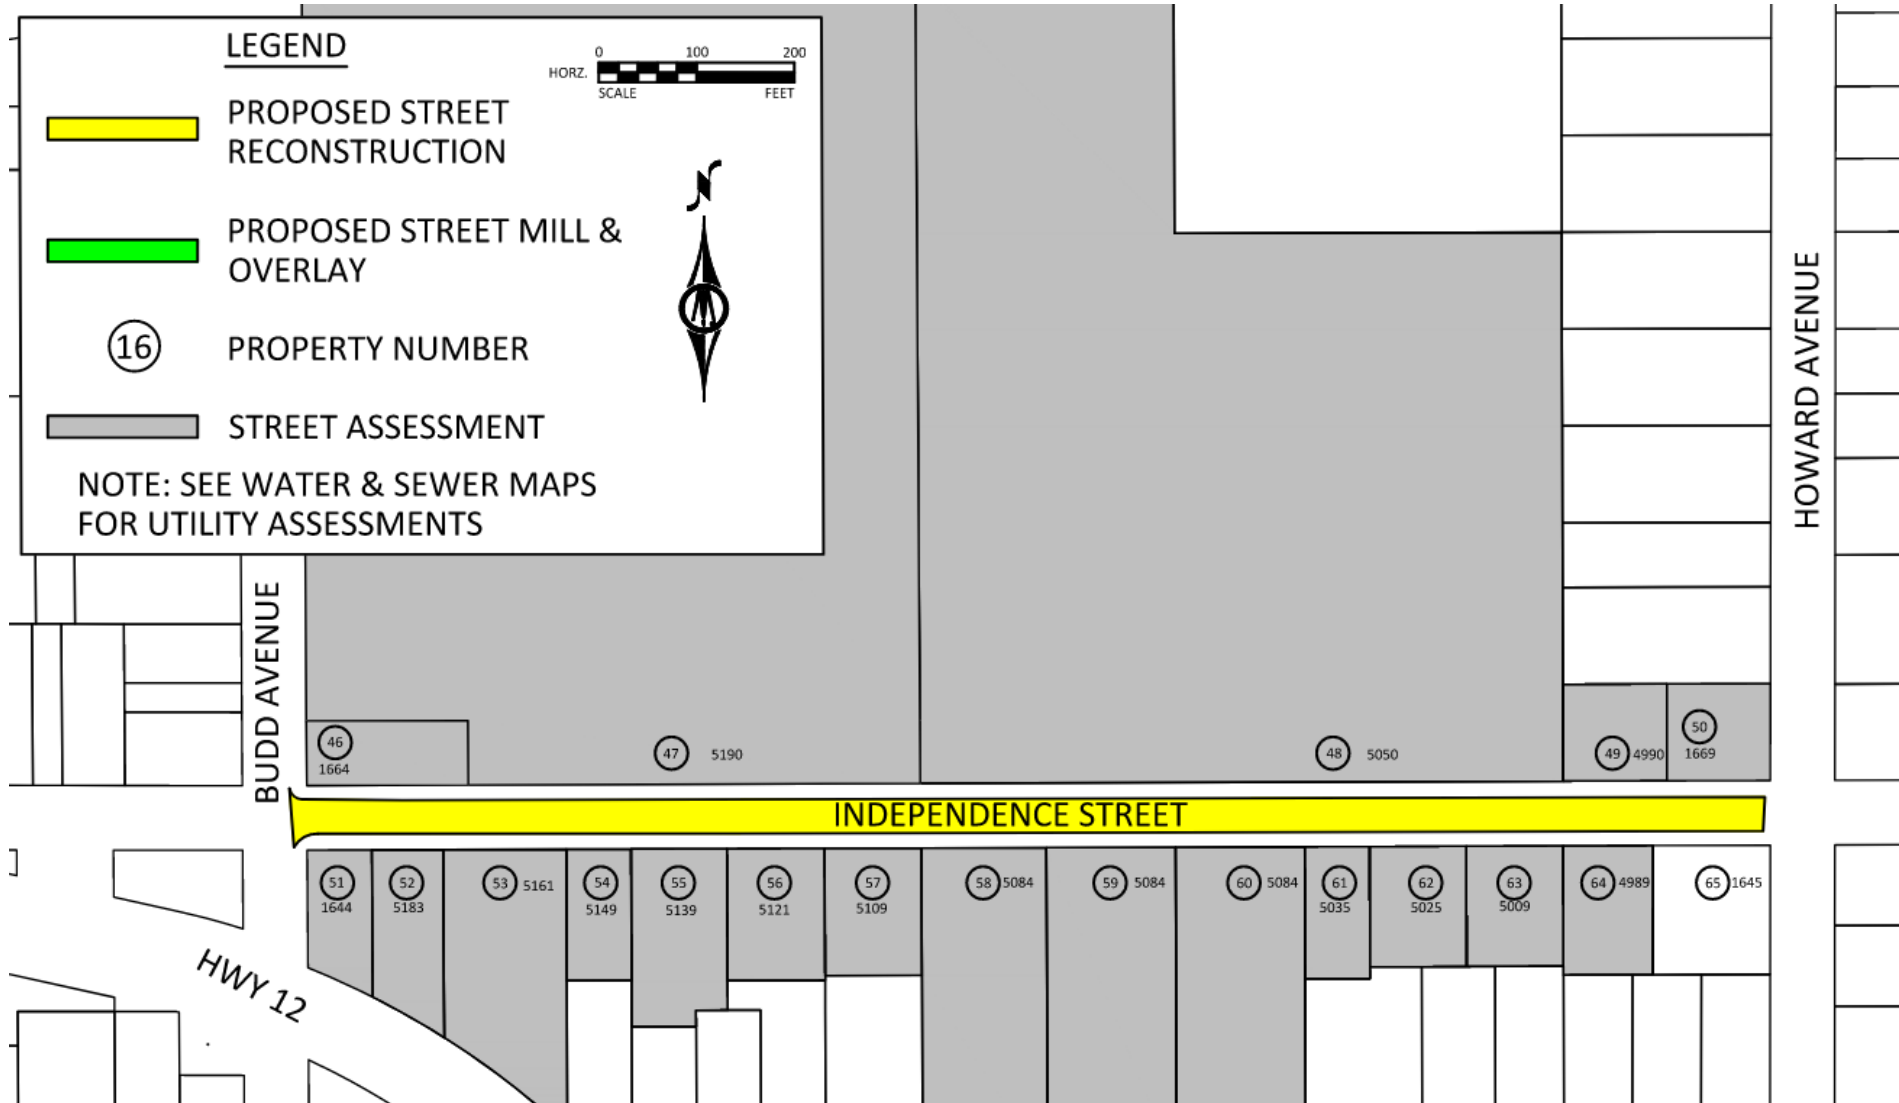 LEGEND
0 100 200
HORZ.
SCALE FEET
PROPOSED STREET
RECONSTRUCTION
N
PROPOSED STREET MILL &
OVERLAY
16 PROPERTY NUMBER
STREET ASSESSMENT
NOTE: SEE WATER & SEWER MAPS
FOR UTILITY ASSESSMENTS
HOWARD AVENUE
BUDD AVENUE
46
1664
47 5190
48 5050
49 4990
50
1669
INDEPENDENCE STREET
51
1644
52
5183
53 5161
54
5149
55
5139
56
5121
57
5109
58 5084
59 5084
60 5084
61
5035
62
5025
63
5009
64 4989
65 1645
HWY 12